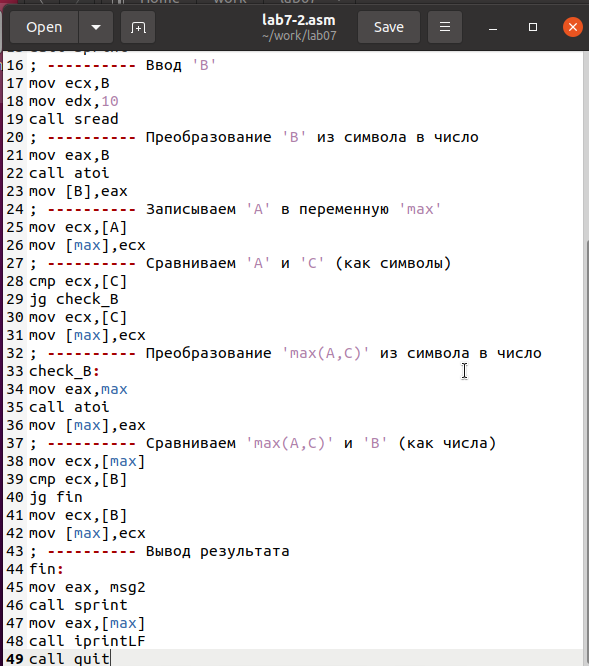 Open
lab7-2.asm
~/work/lab07
Save
16 ; ---------- Ввод 'B'
17 mov ecx,B
18 mov edx,10
19 call sread
20 ; ---------- Преобразование 'B' из символа в число
21 mov eax,B
22 call atoi
23 mov [B],eax
24 ; ---------- Записываем 'A' в переменную 'max'
25 mov ecx,[A]
26 mov [max],ecx
27 ; ---------- Сравниваем 'A' и 'C' (как символы)
28 cmp ecx,[C]
29 jg check_B
30 mov ecx,[C]
31 mov [max],ecx
32 ; ---------- Преобразование 'max(A,C)' из символа в число
33 check_B:
34 mov eax,max
35 call atoi
36 mov [max],eax
37 ; ---------- Сравниваем 'max(A,C)' и 'B' (как числа)
38 mov ecx,[max]
39 cmp ecx,[B]
40 jg fin
41 mov ecx,[B]
42 mov [max],ecx
43 ; ---------- Вывод результата
44 fin:
45 mov eax, msg2
46 call sprint
47 mov eax,[max]
48 call iprintLF
49 call quit